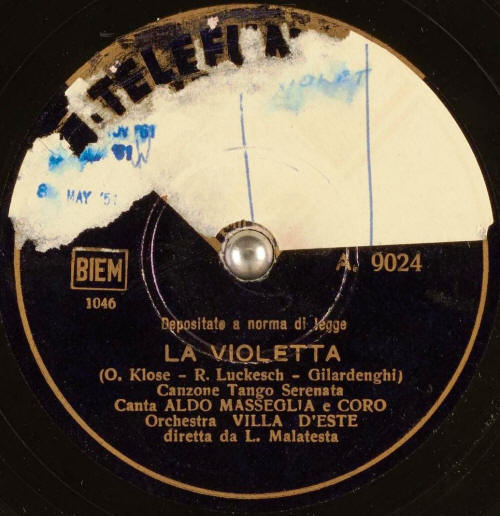 TELEF
8 MAY '51
BIEM
A. 9024
1046
Depositato a norma di legge
LA VIOLETTA
(O. Klose - R. Luckesch - Gilardenghi)
Canzone Tango Serenata
Canta ALDO MASSEGLIA e CORO
Orchestra VILLA D'ESTE
diretta da L. Malatesta